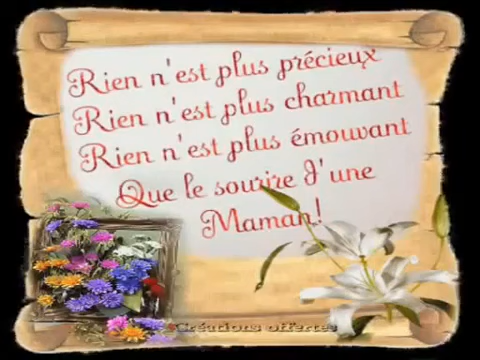 Rien n'est plus précieux
Rien n'est plus charmant
Rien n'est plus émouvant
Que le sourire d'une
Maman!
Créations offertes